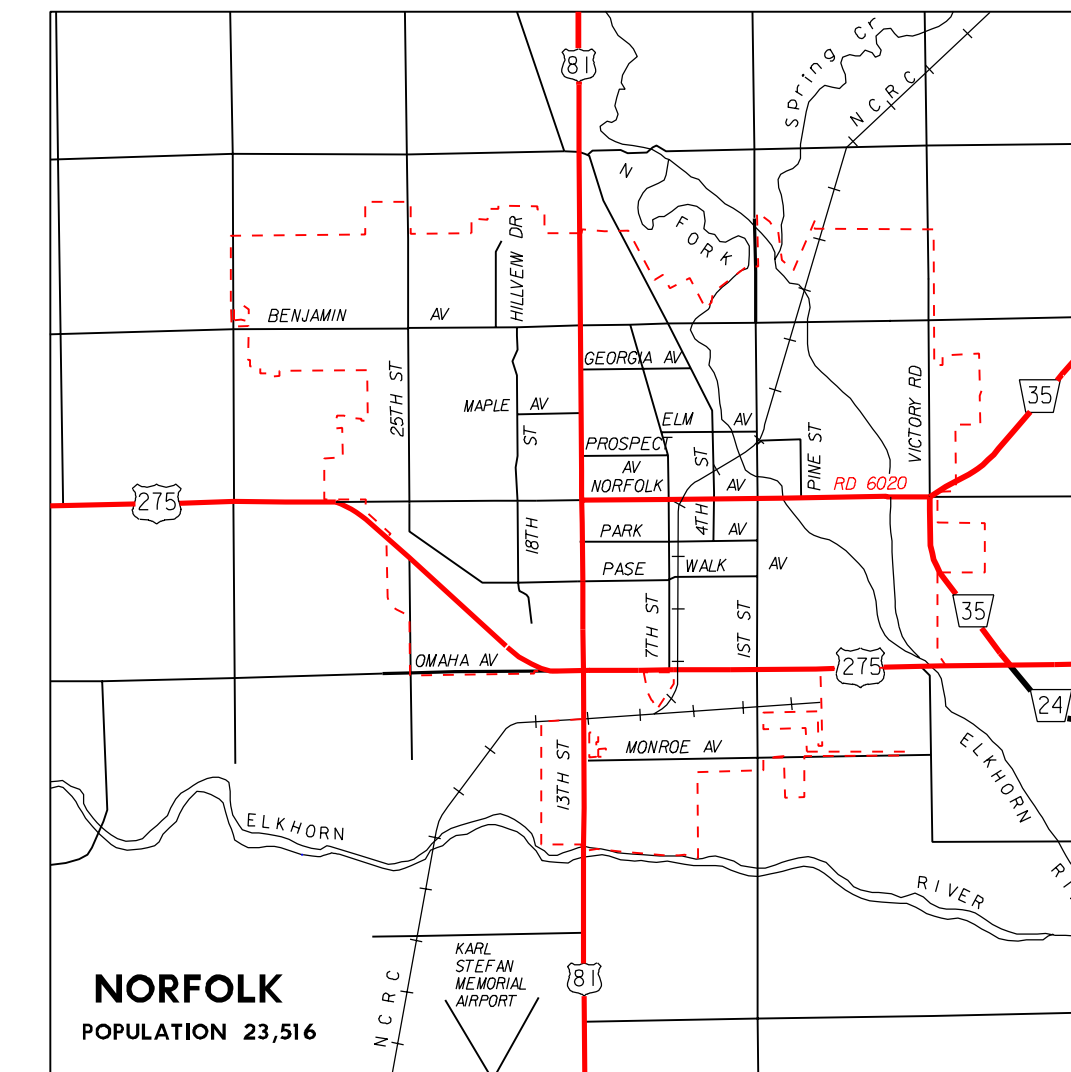 81
Spring Cr
NCRC
N
FORK
HILLVEIW DR
BENJAMIN AV
GEORGIA AV
25TH ST
MAPLE AV
ST
18TH
ELM AV
PROSPECT
AV
NORFOLK AV
4TH ST
PINE ST
VICTORY RD
35
RD 6020
275
PARK AV
PASE WALK AV
7TH ST
1ST ST
35
OMAHA AV
275
24
13TH ST
MONROE AV
ELKHORN
ELKHORN
RIVER
RI
KARL
STEFAN
MEMORIAL
AIRPORT
81
NCRC
NORFOLK
POPULATION 23,516